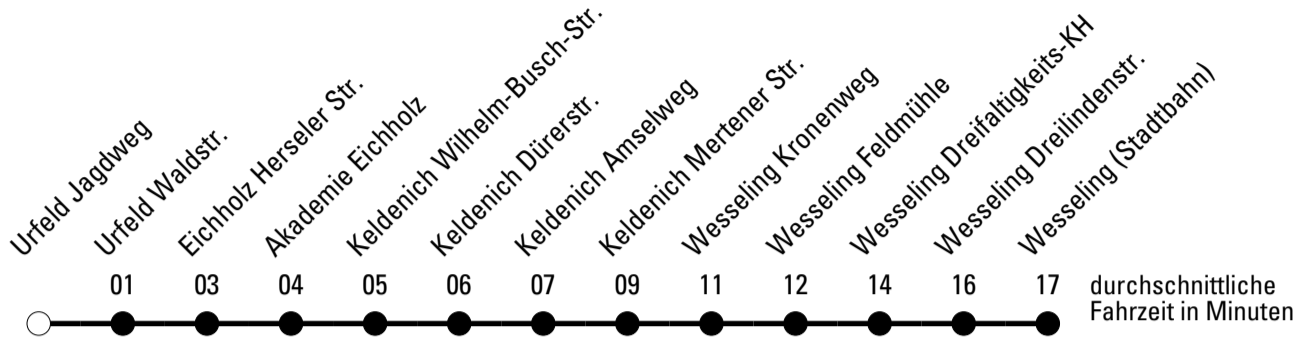 Urfeld Jagdweg
Urfeld Waldstr.
Eichholz Herseler Str.
Akademie Eichholz
Keldenich Wilhelm-Busch-Str.
Keldenich Dürerstr.
Keldenich Amselweg
Keldenich Mertener Str.
Wesseling Kronenweg
Wesseling Feldmühle
Wesseling Dreifaltigkeits-KH
Wesseling Dreilindenstr.
Wesseling (Stadtbahn)
01 03 04 05 06 07 09 11 12 14 16 17
durchschnittliche
Fahrzeit in Minuten